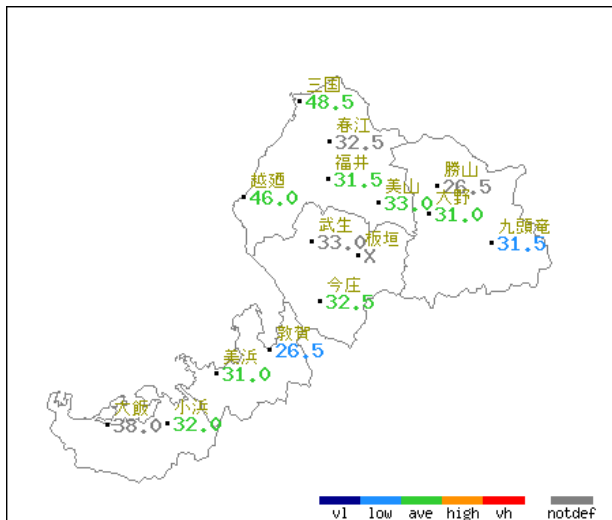 三国
48.5
春江
32.5
福井
31.5
越廼
46.0
美山
33.0
勝山
26.5
大野
31.0
九頭竜
31.5
武生
33.0
板垣
X
今庄
32.5
敦賀
26.5
美浜
31.0
大飯
38.0
小浜
32.0
vl low ave high vh notdef